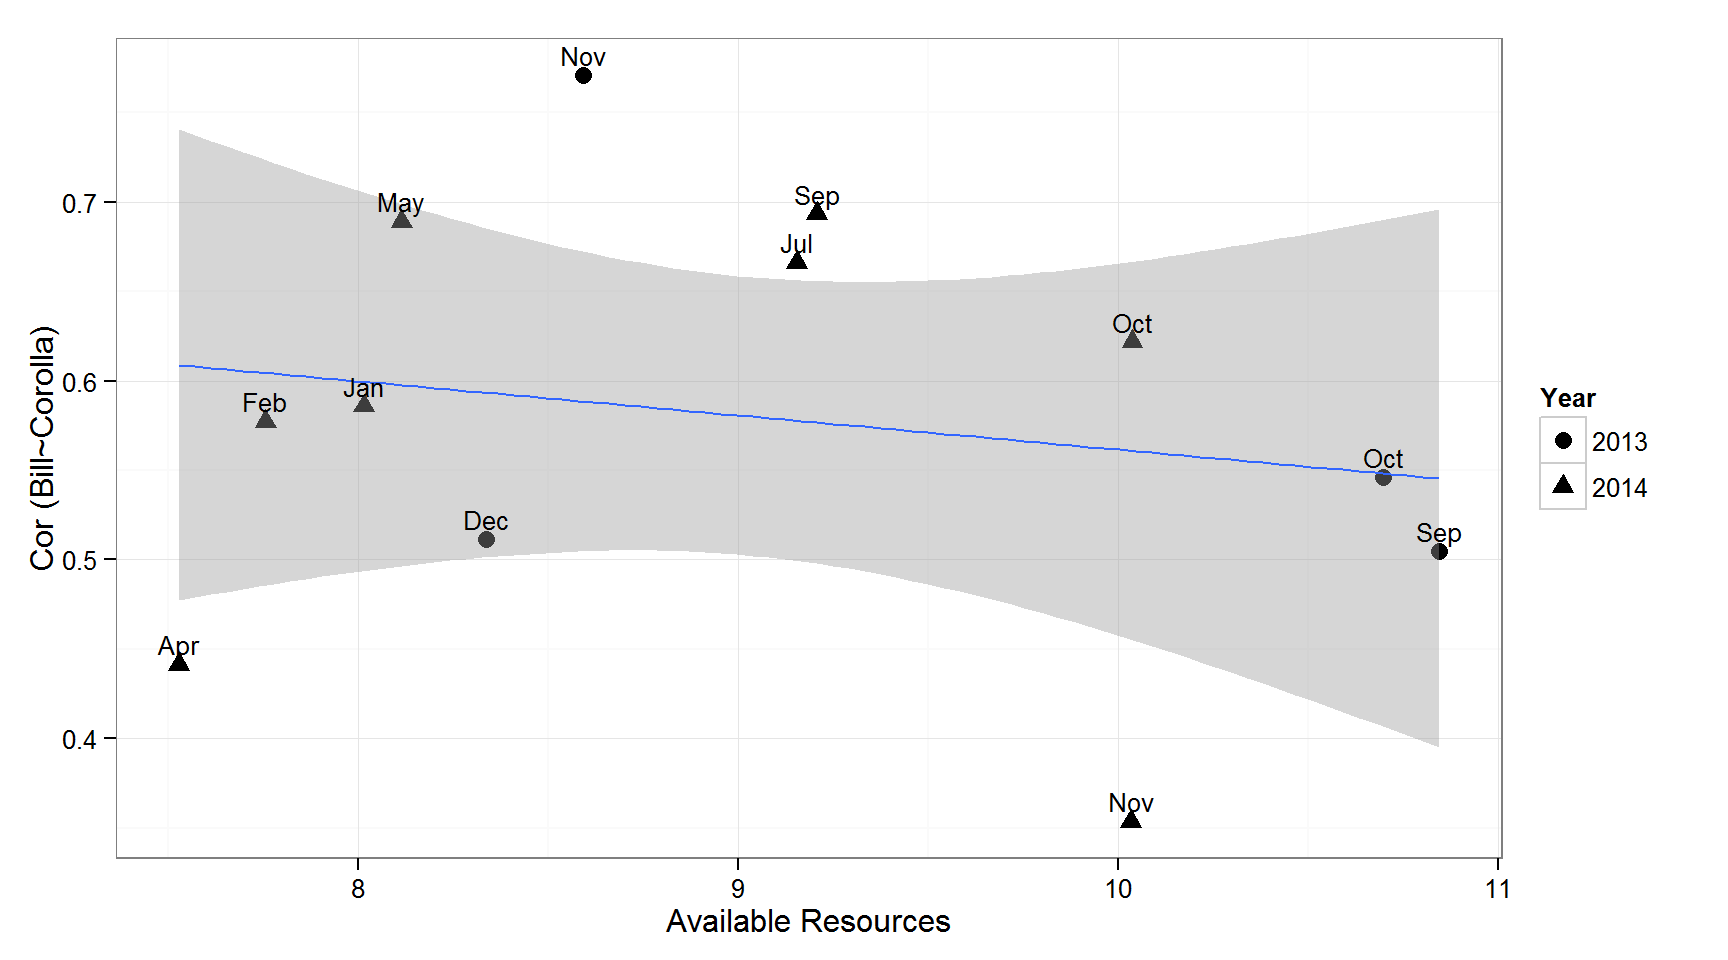 Nov
0.7
May
Sep
Jul
Oct
0.6
Jan
Feb
Oct
Dec
Sep
0.5
Apr
0.4
Nov
8
9
10
11
Available Resources
Cor (Bill~Corolla)
Year
2013
2014